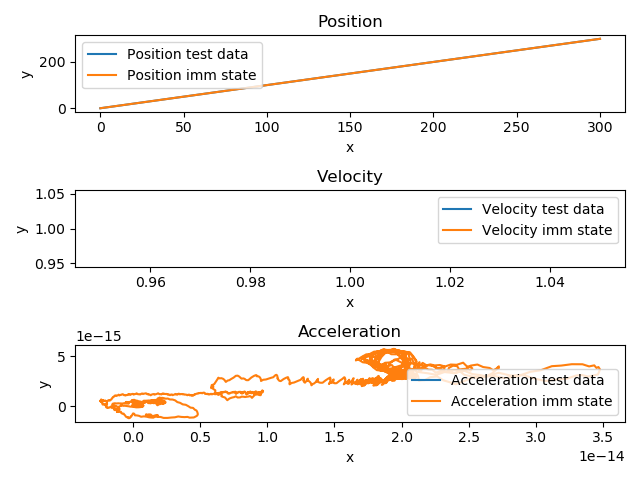 Position
y
200
0
Position test data
Position imm state
0 50 100 150 200 250 300
x
Velocity
y
1.05
1.00
0.95
Velocity test data
Velocity imm state
0.96 0.98 1.00 1.02 1.04
x
Acceleration
1e−15
y
5
0
Acceleration test data
Acceleration imm state
0.0 0.5 1.0 1.5 2.0 2.5 3.0 3.5
x
1e−14